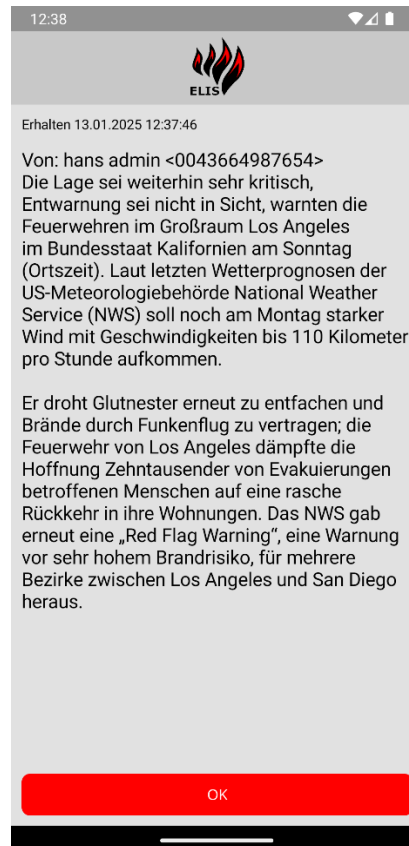 12:38
ELIS
Erhalten 13.01.2025 12:37:46
Von: hans admin <0043664987654>
Die Lage sei weiterhin sehr kritisch,
Entwarnung sei nicht in Sicht, warnten die
Feuerwehren im Großraum Los Angeles
im Bundesstaat Kalifornien am Sonntag
(Ortszeit). Laut letzten Wetterprognosen der
US-Meteorologiebehörde National Weather
Service (NWS) soll noch am Montag starker
Wind mit Geschwindigkeiten bis 110 Kilometer
pro Stunde aufkommen.
Er droht Glutnester erneut zu entfachen und
Brände durch Funkenflug zu vertragen; die
Feuerwehr von Los Angeles dämpfte die
Hoffnung Zehntausender von Evakuierungen
betroffenen Menschen auf eine rasche
Rückkehr in ihre Wohnungen. Das NWS gab
erneut eine „Red Flag Warning“, eine Warnung
vor sehr hohem Brandrisiko, für mehrere
Bezirke zwischen Los Angeles und San Diego
heraus.
OK